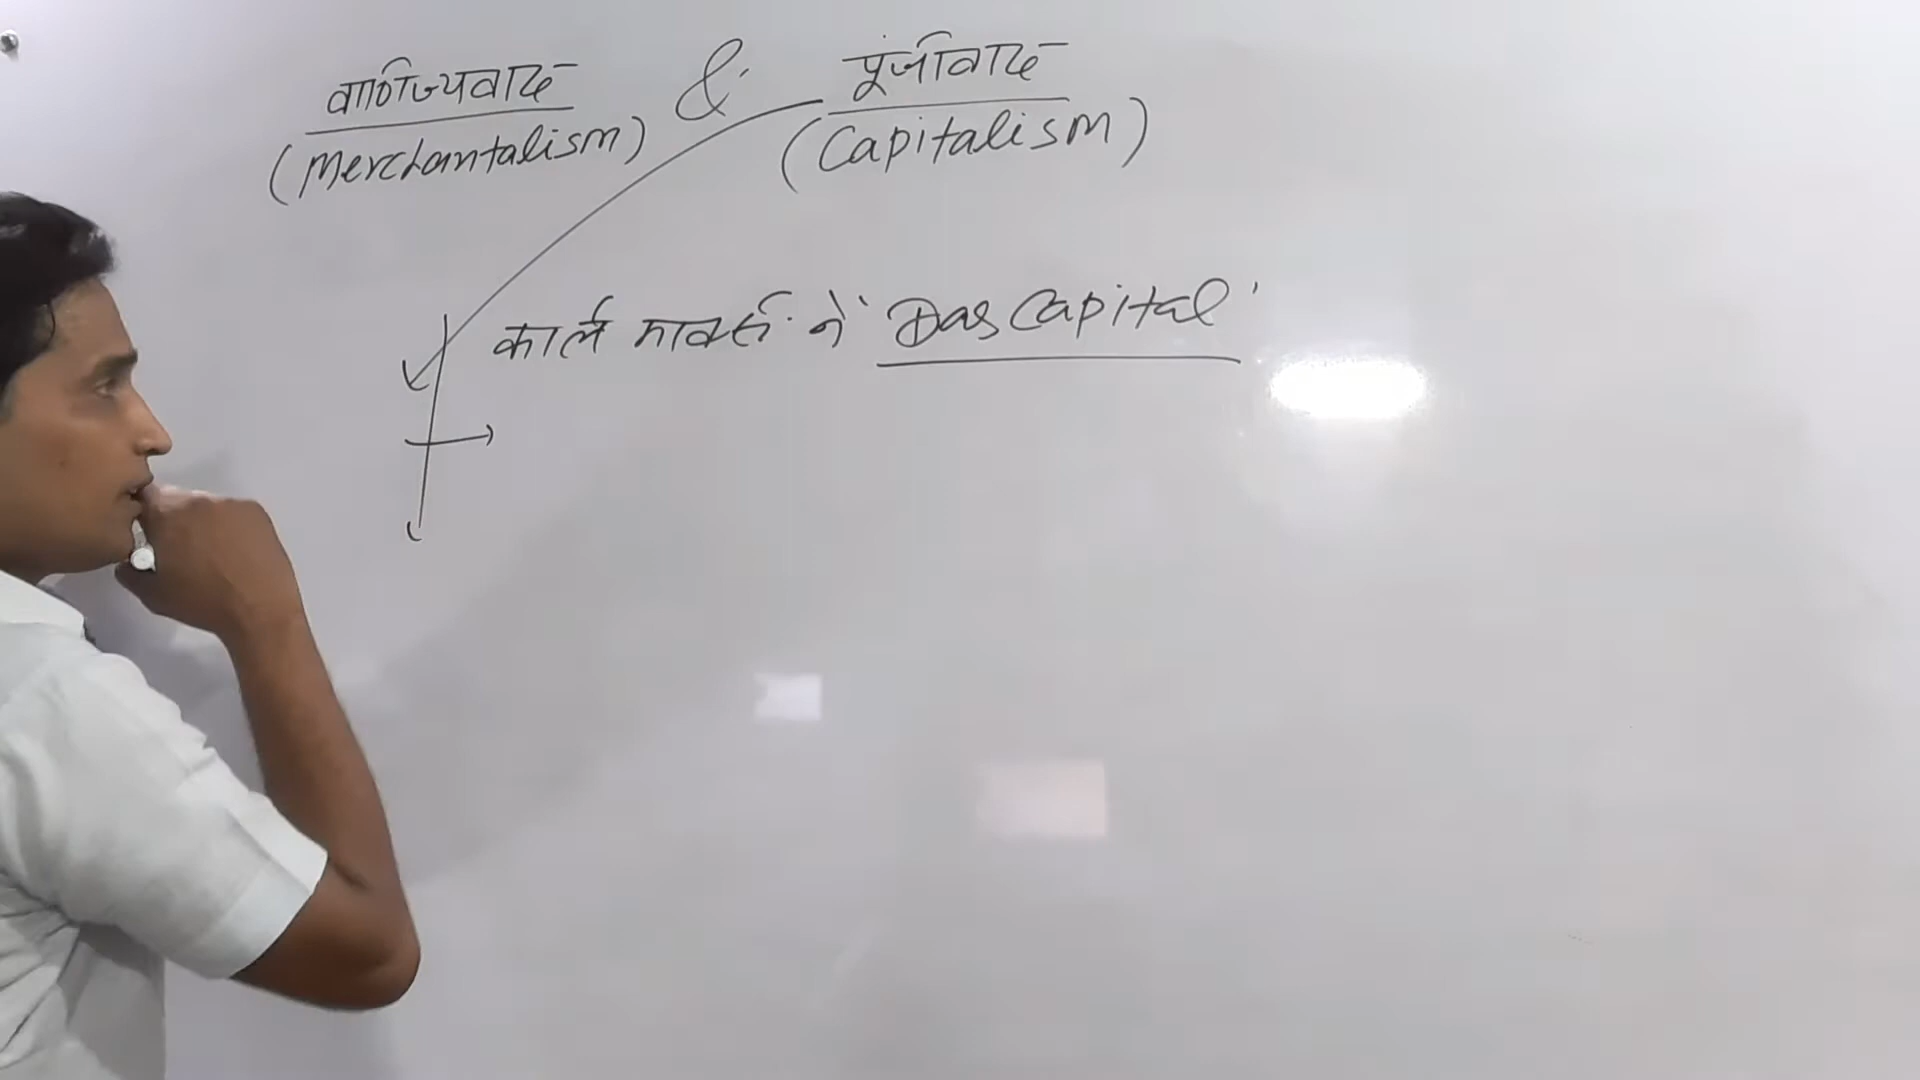 वाणिज्यवाद & पूंजीवाद
(Merchantalism) (Capitalism)
कार्ल मार्क्स ने 'Das Capital'